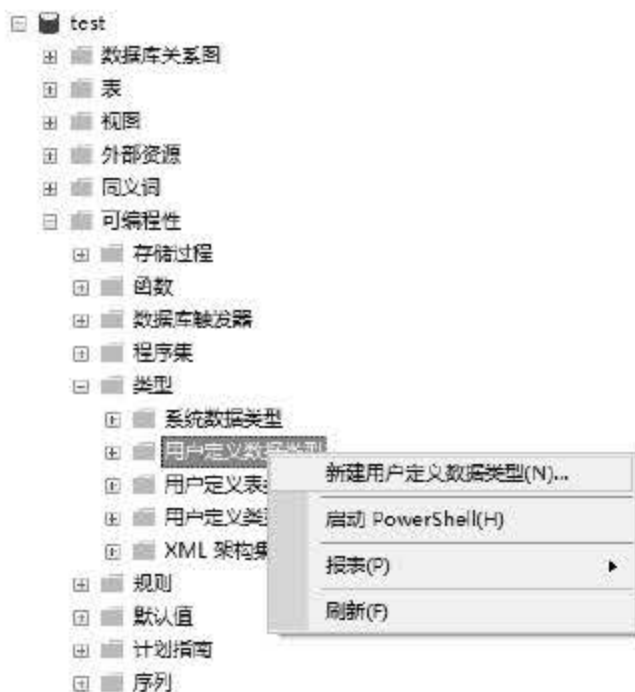 test
数据库关系图
表
视图
外部资源
同义词
可编程性
存储过程
函数
数据库触发器
程序集
类型
系统数据类型
用户定义数据类型
新建用户定义数据类型(N)...
用户定义表
启动 PowerShell(H)
用户定义类
XML 架构集
报表(P)
规则
刷新(F)
默认值
计划指南
序列